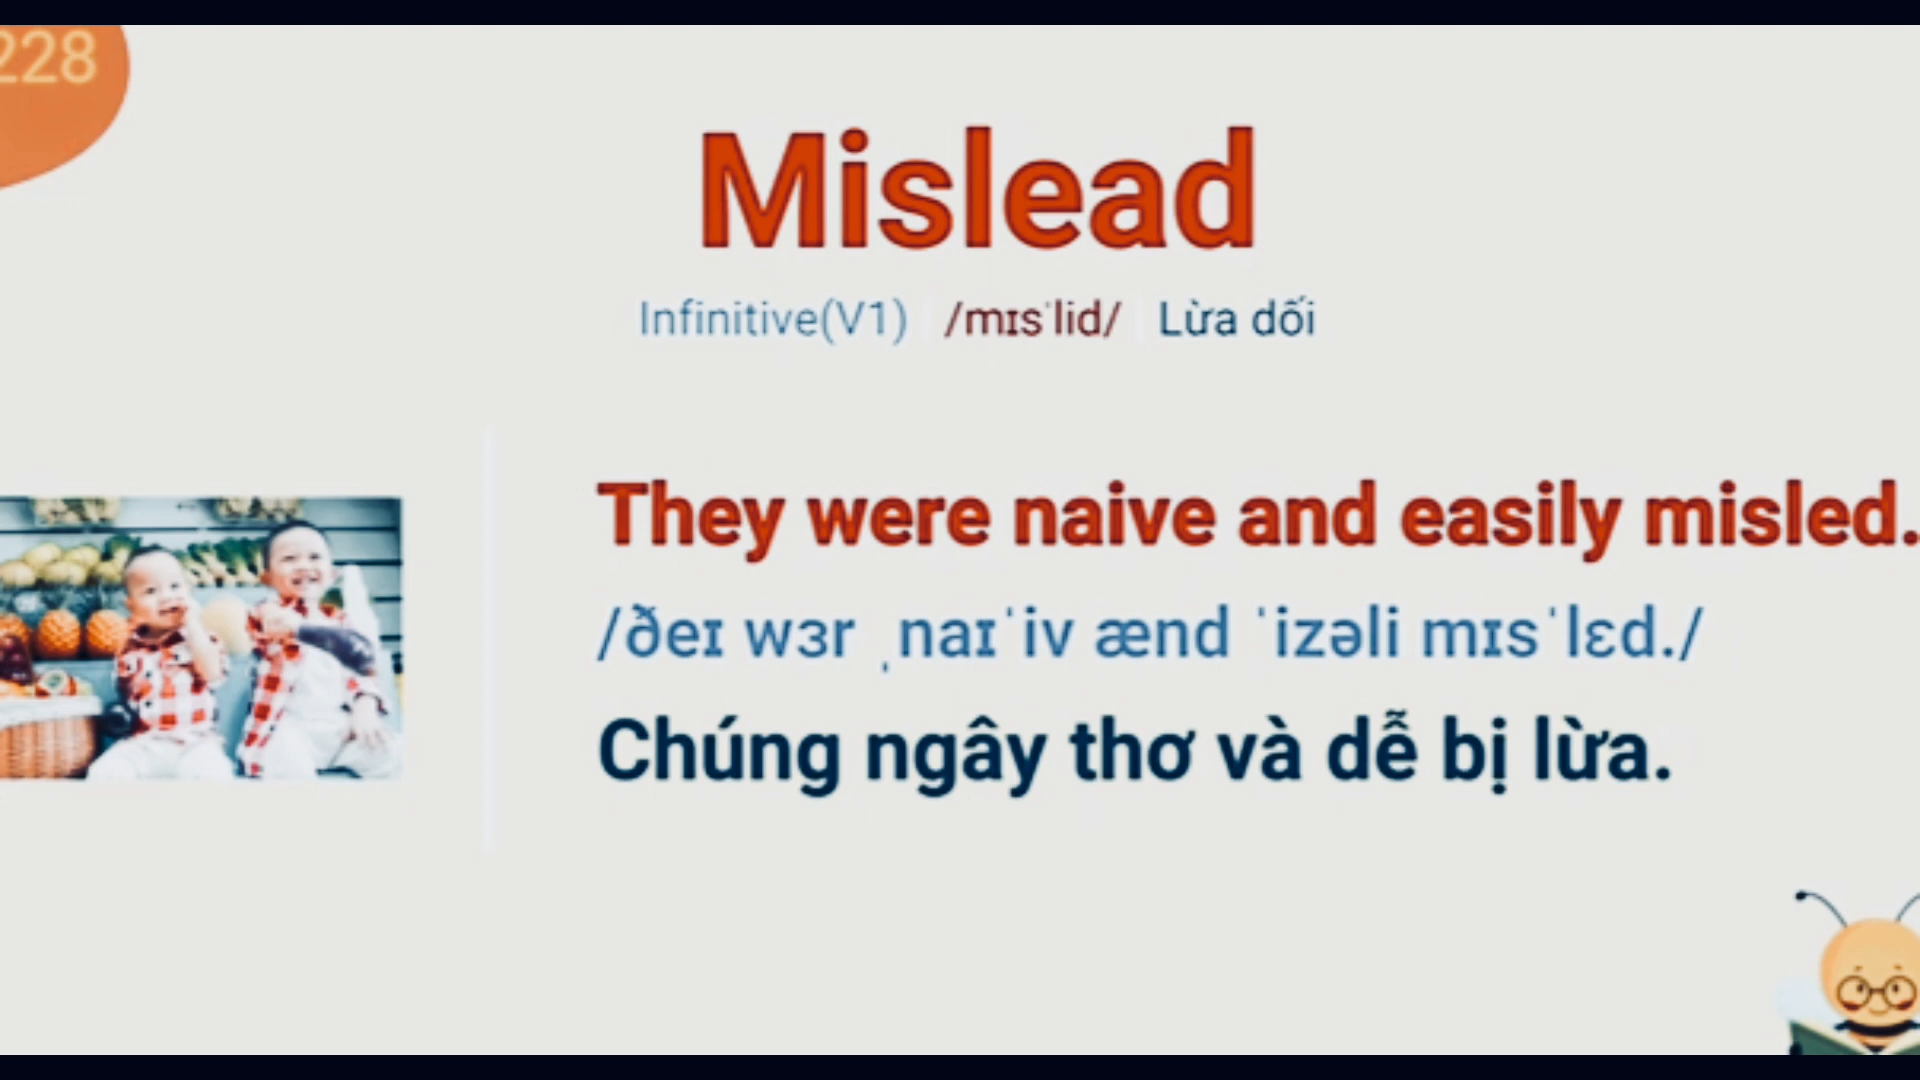 228
Mislead
Infinitive(V1) /mɪsˈlid/ Lừa dối
They were naive and easily misled.
/ðeɪ wɜr ˌnaɪˈiv ænd ˈizəli mɪsˈlɛd./
Chúng ngây thơ và dễ bị lừa.